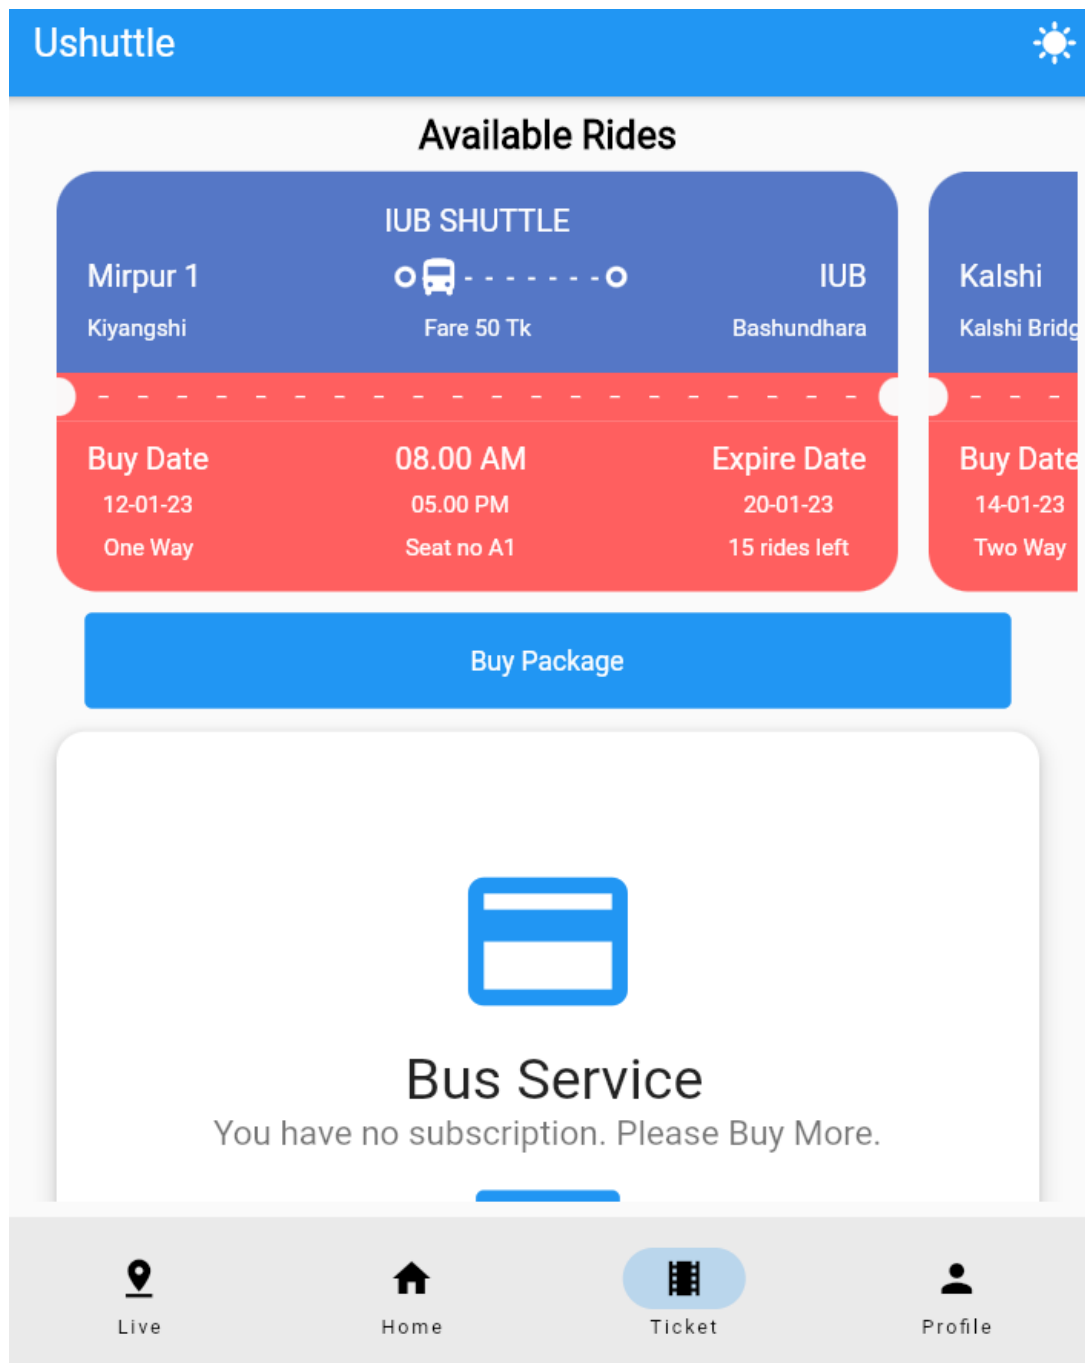 Ushuttle
Available Rides
IUB SHUTTLE
Mirpur 1 IUB
Kiyangshi Fare 50 Tk Bashundhara
Buy Date 08.00 AM Expire Date
12-01-23 05.00 PM 20-01-23
One Way Seat no A1 15 rides left
Kalshi
Kalshi Bridg
Buy Date
14-01-23
Two Way
Buy Package
Bus Service
You have no subscription. Please Buy More.
Live Home Ticket Profile